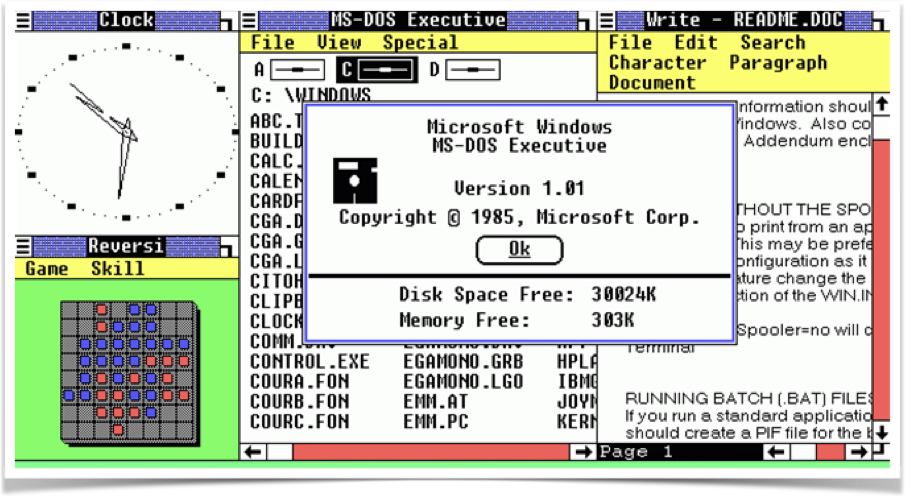 Clock
MS-DOS Executive
File View Special
A C D
C: \WINDOWS
ABC.T
BUILD
CALC.
CALEN
CARDF
CGA.D
CGA.G
CGA.L
CITOH
CLIPB
CLOCK
COMM.
CONTROL.EXE EGAMONO.GRB HPLA
COURA.FON EGAMONO.LGO IBMG
COURB.FON EMM.AT JOYM
COURC.FON EMM.PC KERN
Microsoft Windows
MS-DOS Executive
Version 1.01
Copyright © 1985, Microsoft Corp.
Ok
Disk Space Free: 30024K
Memory Free: 303K
Write - README.DOC
File Edit Search
Character Paragraph
Document
nformation shoul
indows. Also co
Addendum encl
THOUT THE SPO
print from an ap
his may be prefe
onfiguration as it
ature change the
tion of the WIN.IN
Spooler=no will c
Terminal
RUNNING BATCH (.BAT) FILES
If you run a standard applicatio
should create a PIF file for the b
Page 1
Reversi
Game Skill